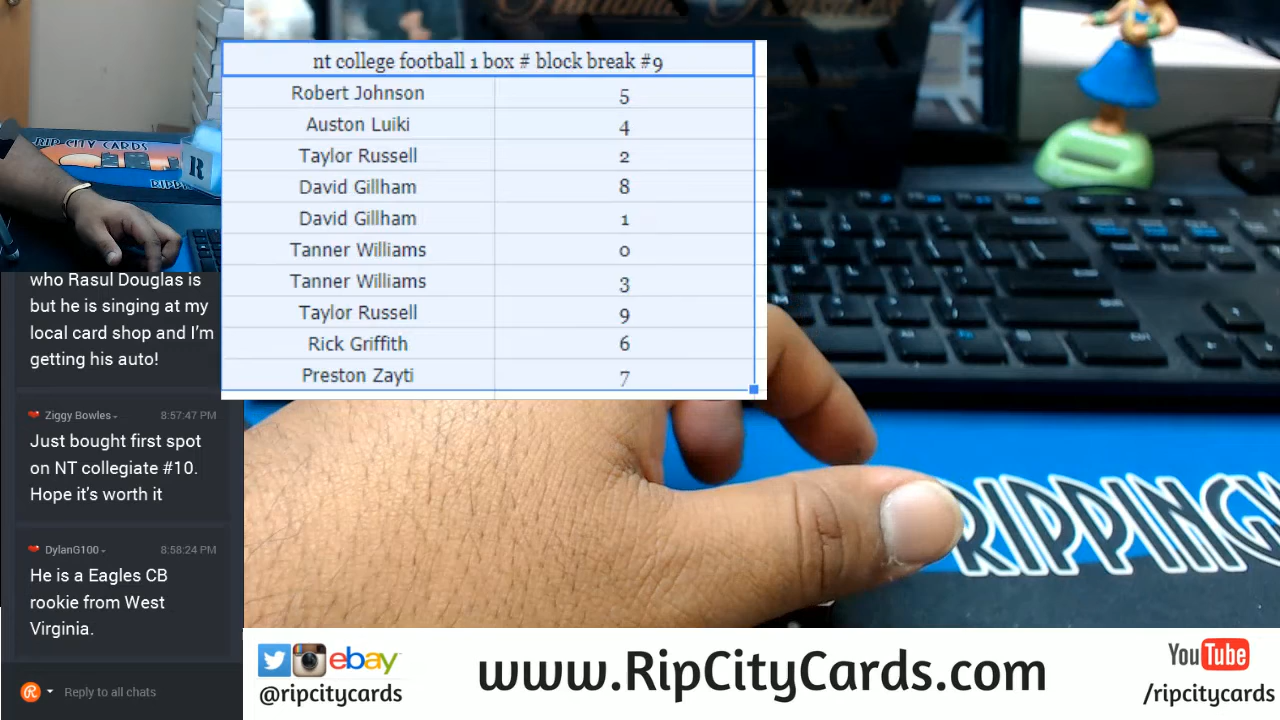 nt college football 1 box # block break #9
Robert Johnson 5
Auston Luiki 4
Taylor Russell 2
David Gillham 8
David Gillham 1
Tanner Williams 0
Tanner Williams 3
Taylor Russell 9
Rick Griffith 6
Preston Zayti 7
RIP CITY CARDS
R
who Rasul Douglas is
but he is singing at my
local card shop and I'm
getting his auto!
Ziggy Bowles 8:57:47 PM
Just bought first spot
on NT collegiate #10.
Hope it's worth it
DylanG100 8:58:24 PM
He is a Eagles CB
rookie from West
Virginia.
Reply to all chats
RIPPING
ebay
@ripcitycards
www.RipCityCards.com
YouTube
/ripcitycards